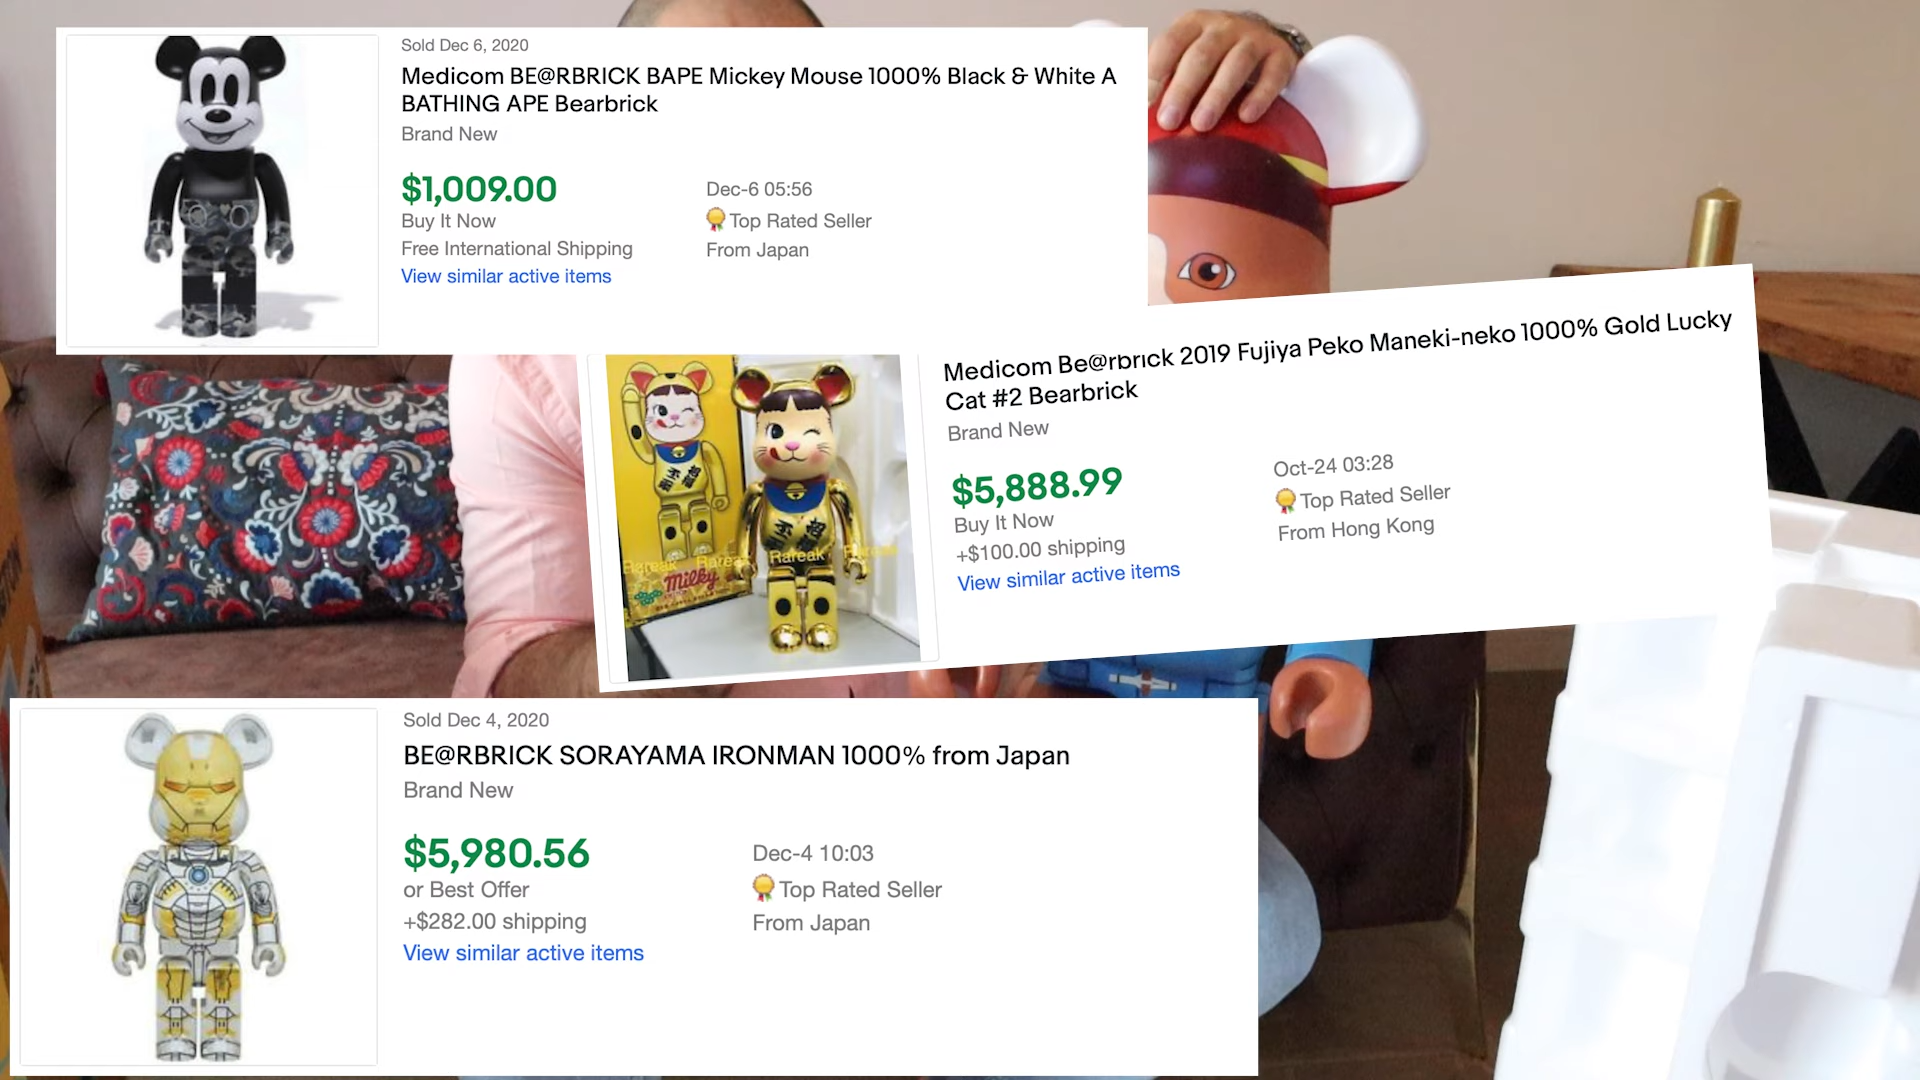 Sold Dec 6, 2020
Medicom BE@RBRICK BAPE Mickey Mouse 1000% Black & White A
BATHING APE Bearbrick
Brand New
$1,009.00
Buy It Now
Free International Shipping
View similar active items
Dec-6 05:56
Top Rated Seller
From Japan
Medicom Be@rbrick 2019 Fujiya Peko Maneki-neko 1000% Gold Lucky
Cat #2 Bearbrick
Brand New
$5,888.99
Buy It Now
+$100.00 shipping
View similar active items
Oct-24 03:28
Top Rated Seller
From Hong Kong
Rareak
Rareak
Milky
Sold Dec 4, 2020
BE@RBRICK SORAYAMA IRONMAN 1000% from Japan
Brand New
$5,980.56
or Best Offer
+$282.00 shipping
View similar active items
Dec-4 10:03
Top Rated Seller
From Japan